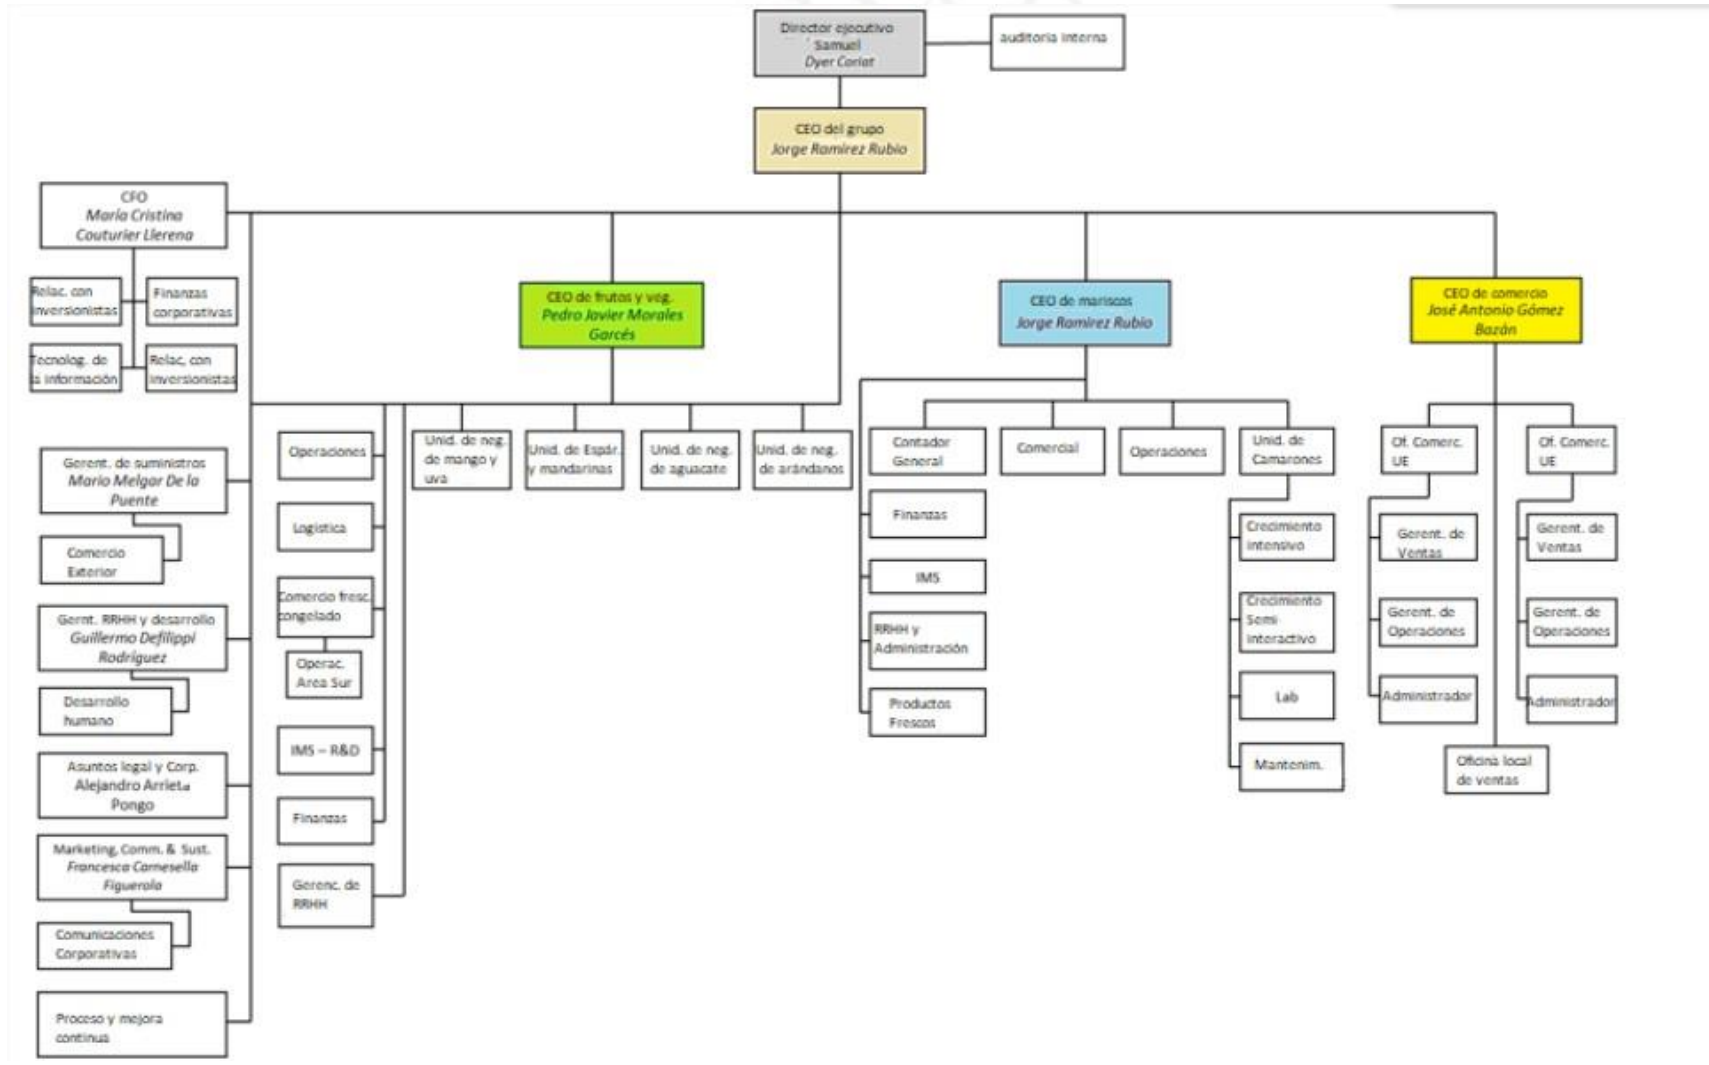 Director ejecutivo
Samuel
Dyer Coriat
auditoria interna
CEO del grupo
Jorge Ramírez Rubio
CFO
María Cristina
Couturier Llerena
Relac. con
inversionistas
Finanzas
corporativas
Tecnolog. de
la información
Relac, con
inversionistas
CEO de frutos y veg.
Pedro Javier Morales
Garcés
CEO de mariscos
Jorge Ramírez Rubio
CEO de comercio
José Antonio Gómez
Bazán
Gerent. de suministros
Mario Melgar De la
Puente
Comercio
Exterior
Gernt. RRHH y desarrollo
Guillermo Defilippi
Rodríguez
Desarrollo
humano
Asuntos legal y Corp.
Alejandro Arrieta
Pongo
Marketing, Comm. & Sust.
Francesca Carnesella
Figuerola
Comunicaciones
Corporativas
Proceso y mejora
continua
Operaciones
Logística
Comercio fresc.
congelado
Operac.
Area Sur
IMS – R&D
Finanzas
Gerenc. de
RRHH
Unid. de neg.
de mango y
uva
Unid. de Espár.
y mandarinas
Unid. de neg.
de aguacate
Unid. de neg.
de arándanos
Contador
General
Finanzas
IMS
RRHH y
Administración
Productos
Frescos
Comercial
Operaciones
Unid. de
Camarones
Crecimiento
intensivo
Crecimiento
Semi-
interactivo
Lab
Mantenim.
Of. Comerc.
UE
Gerent. de
Ventas
Gerent. de
Operaciones
Administrador
Of. Comerc.
UE
Gerent. de
Ventas
Gerent. de
Operaciones
Administrador
Oficina local
de ventas